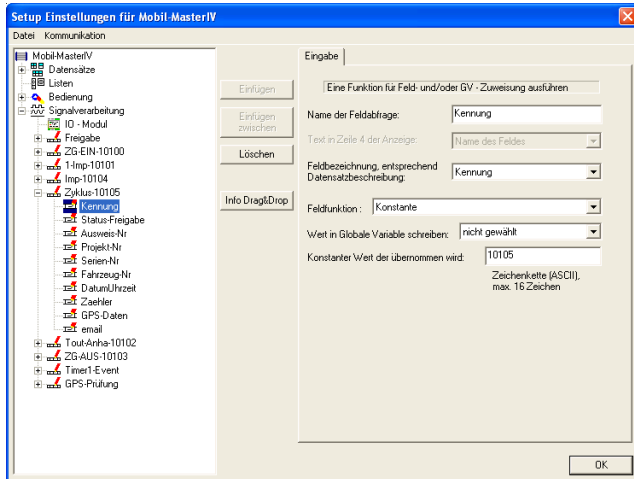 Setup Einstellungen für Mobil-MasterIV
Datei Kommunikation
Mobil-MasterIV
Datensätze
Listen
Bedienung
Signalverarbeitung
IO - Modul
Freigabe
ZG-EIN-10100
1-Imp-10101
Imp-10104
Zyklus-10105
Kennung
Status-Freigabe
Ausweis-Nr
Projekt-Nr
Serien-Nr
Fahrzeug-Nr
DatumUhrzeit
Zaehler
GPS-Daten
email
Tout-Anha-10102
ZG-AUS-10103
Timer1-Event
GPS-Prüfung
Einfügen
Einfügen
zwischen
Löschen
Info Drag&Drop
Eingabe
Eine Funktion für Feld- und/oder GV - Zuweisung ausführen
Name der Feldabfrage: Kennung
Text in Zeile 4 der Anzeige: Name des Feldes
Feldbezeichnung, entsprechend
Datensatzbeschreibung: Kennung
Feldfunktion : Konstante
Wert in Globale Variable schreiben: nicht gewählt
Konstanter Wert der übernommen wird: 10105
Zeichenkette (ASCII),
max. 16 Zeichen
OK